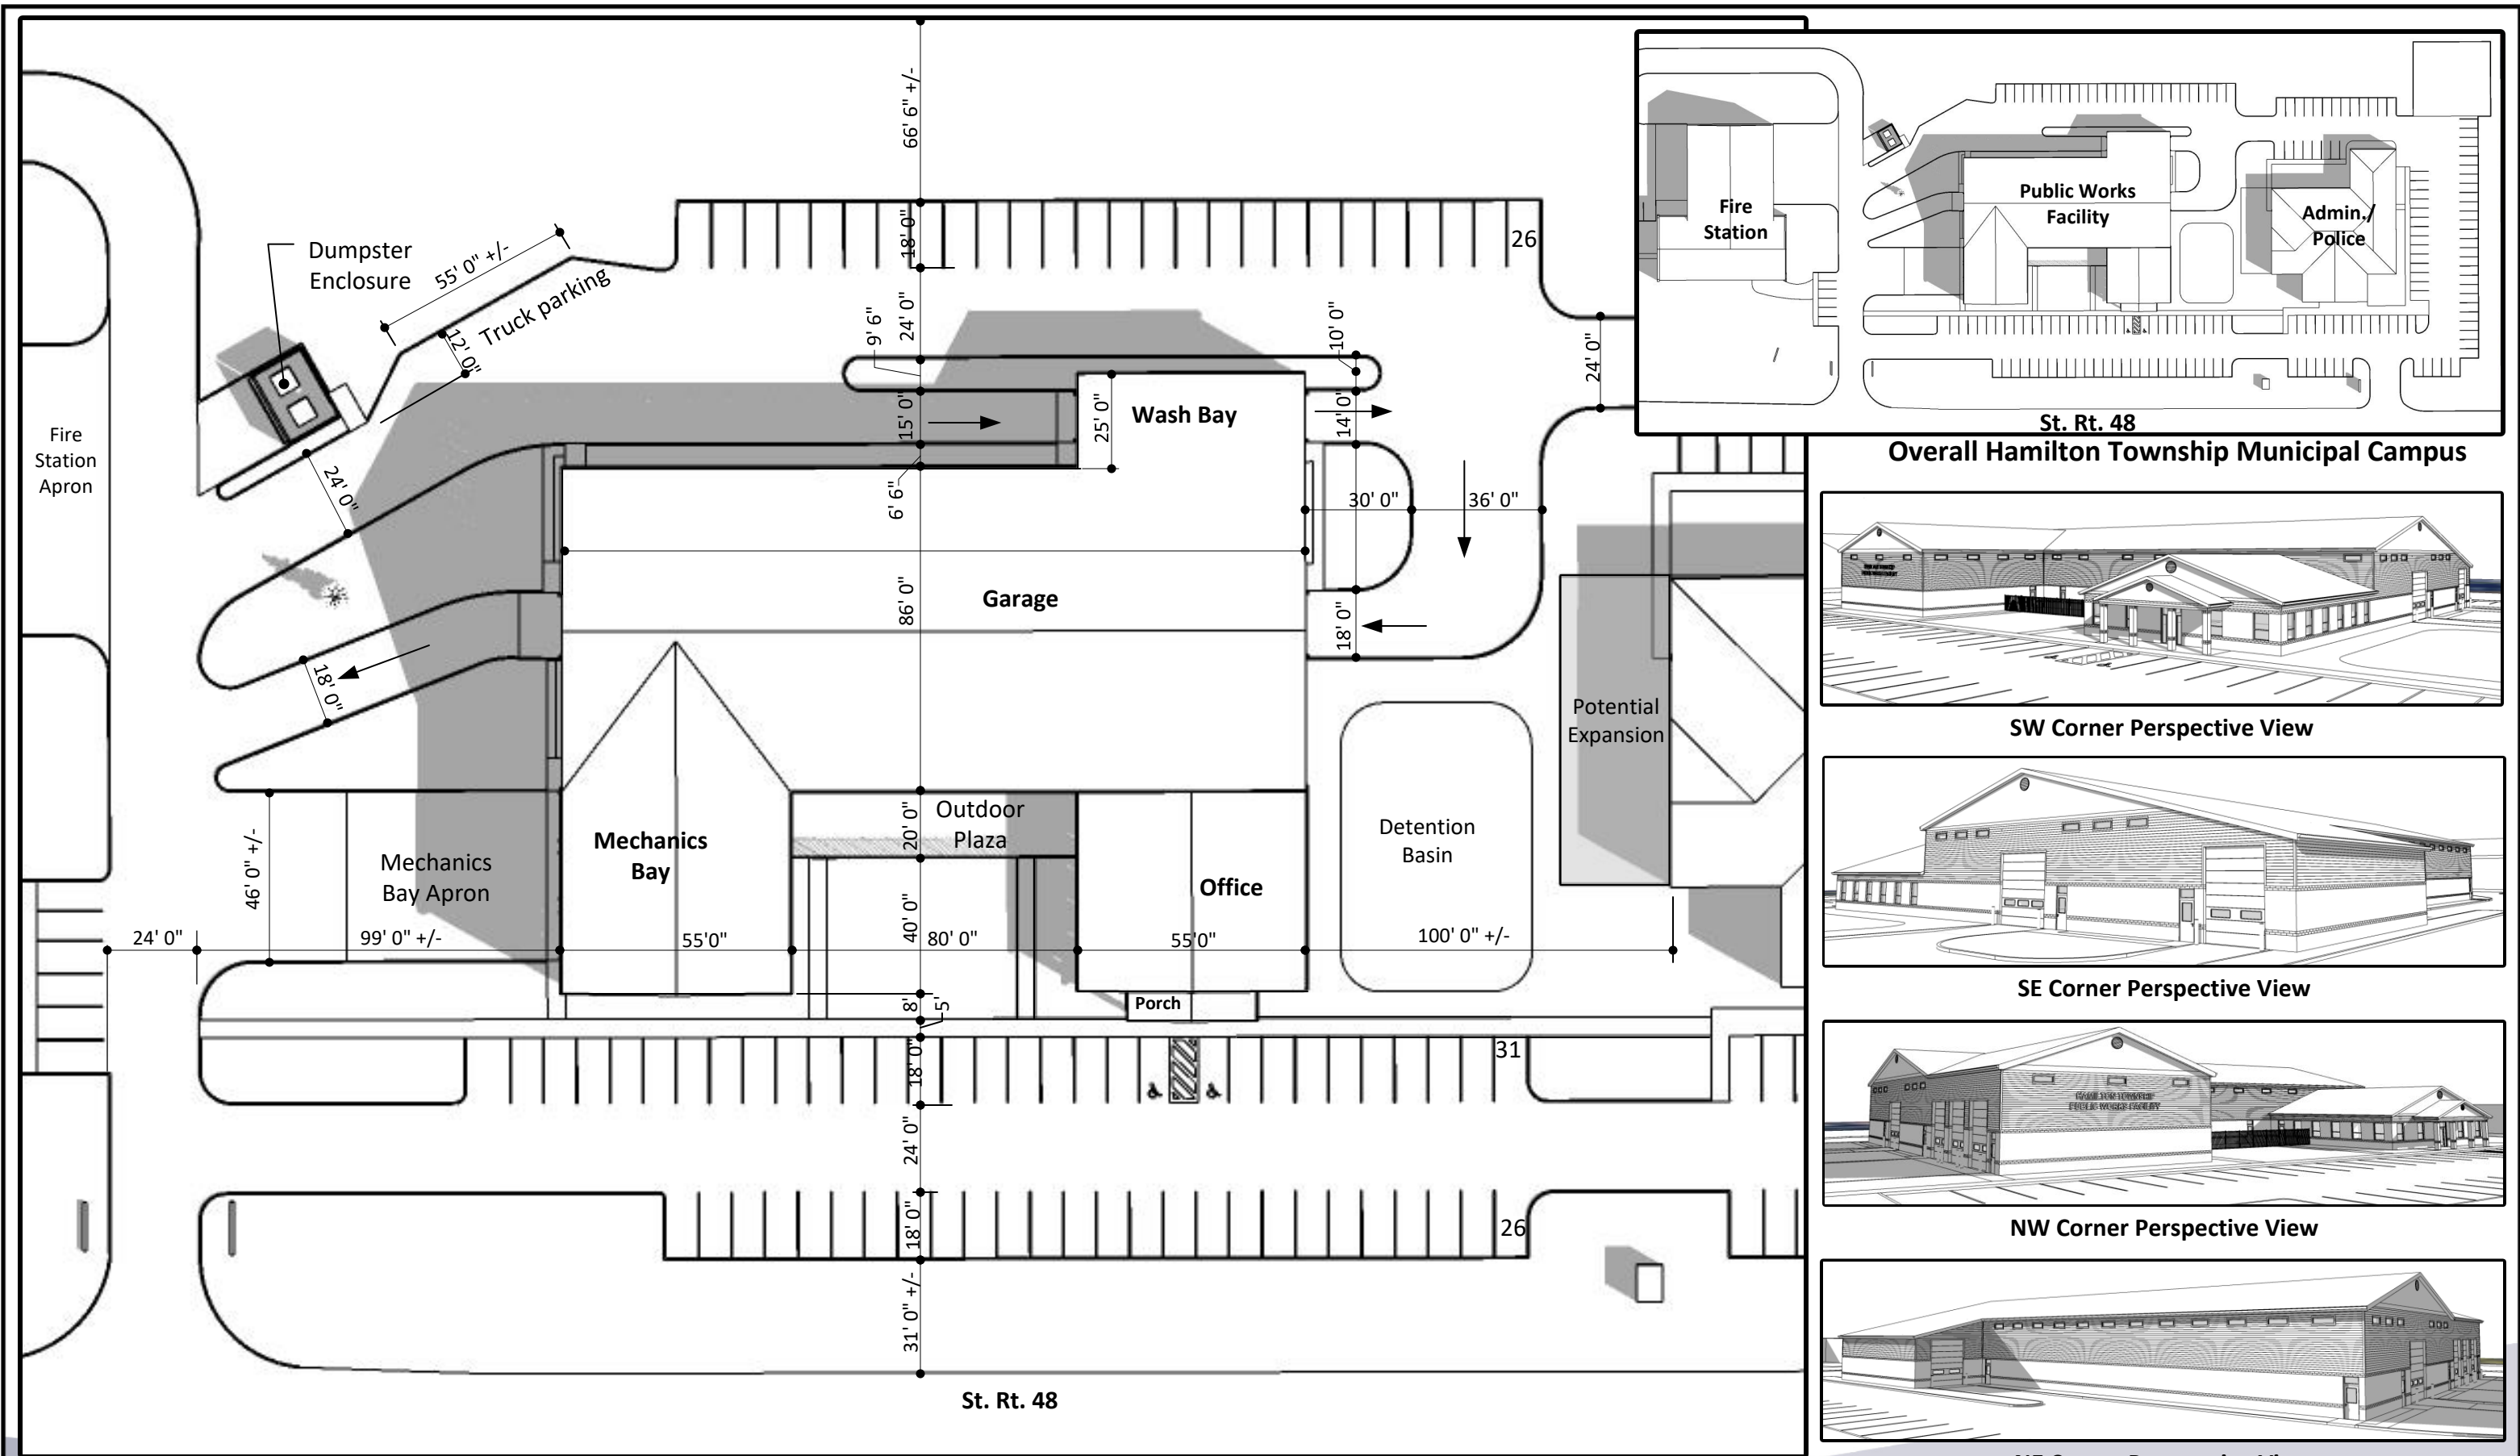 66' 6" +/-
18' 0"
26
Dumpster
Enclosure
55' 0" +/-
Truck parking
12' 0"
24' 0"
9' 6"
10' 0"
24' 0"
Fire
Station
Apron
24' 0"
15' 0"
25' 0"
Wash Bay
14' 0"
6' 6"
30' 0"
36' 0"
86' 0"
Garage
18' 0"
18' 0"
Potential
Expansion
46' 0" +/-
Mechanics
Bay Apron
Mechanics
Bay
20' 0"
Outdoor
Plaza
Office
Detention
Basin
24' 0"
99' 0" +/-
55'0"
40' 0"
80' 0"
55'0"
100' 0" +/-
8'
5'
Porch
18' 0"
31
24' 0"
18' 0"
26
31' 0" +/-
St. Rt. 48
Fire
Station
Public Works
Facility
Admin./
Police
St. Rt. 48
Overall Hamilton Township Municipal Campus
SW Corner Perspective View
SE Corner Perspective View
HAMILTON TOWNSHIP
PUBLIC WORKS FACILITY
NW Corner Perspective View